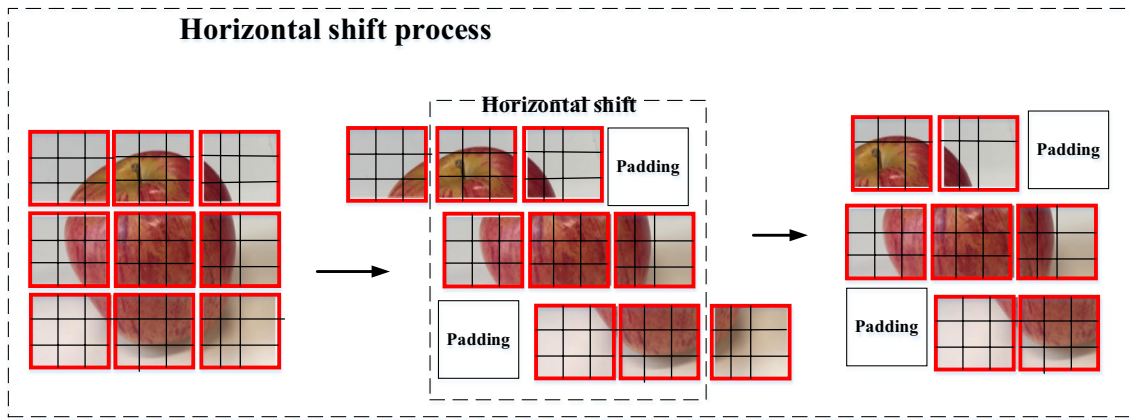 Horizontal shift process
Horizontal shift
Padding
Padding
Padding
Padding